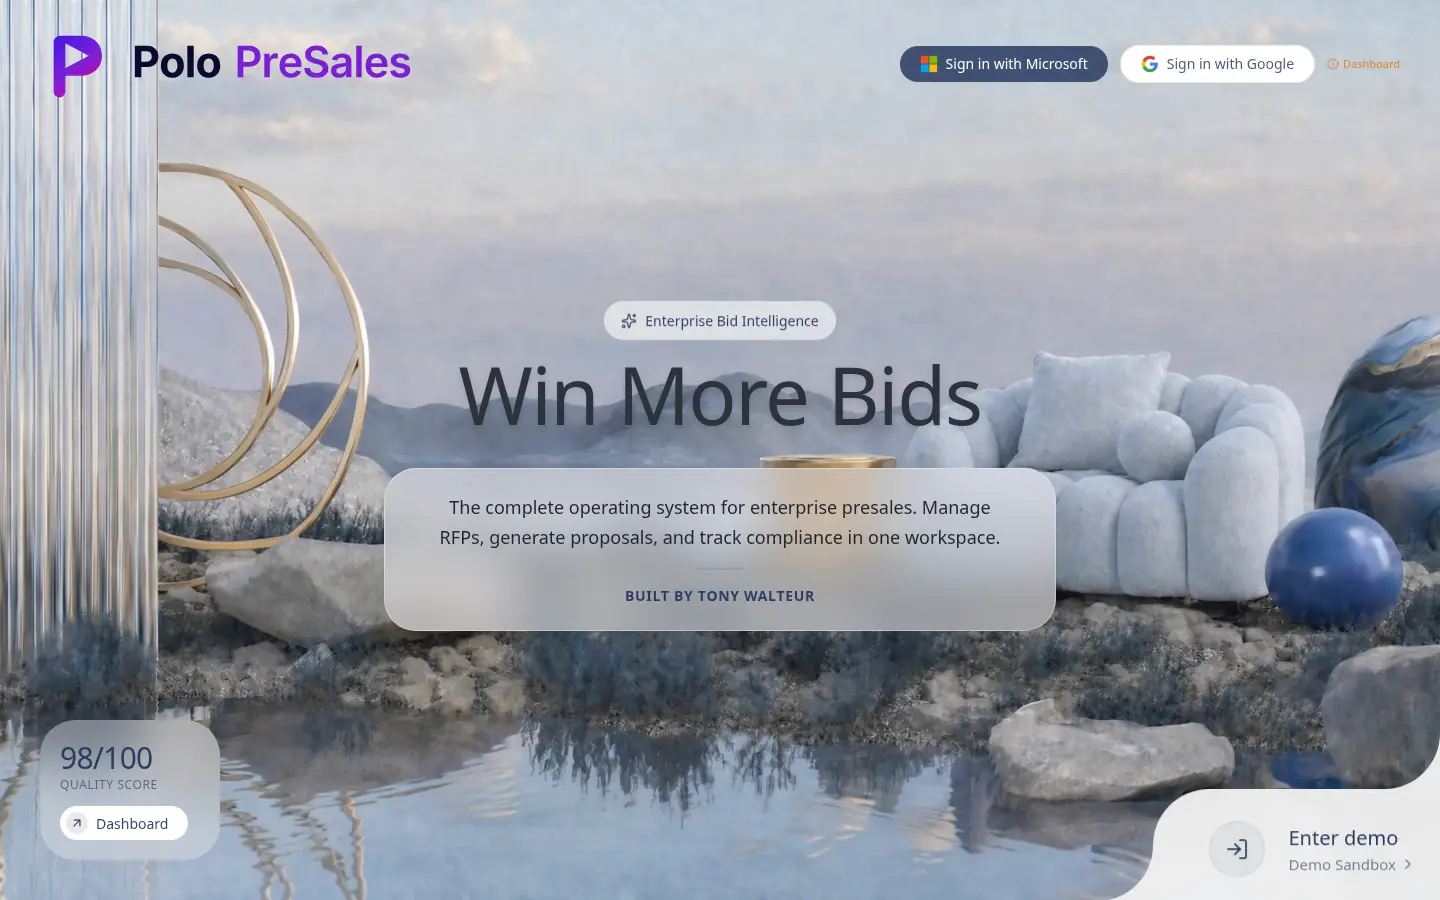 Polo PreSales
Sign in with Microsoft
Sign in with Google
Dashboard
Enterprise Bid Intelligence
Win More Bids
The complete operating system for enterprise presales. Manage
RFPs, generate proposals, and track compliance in one workspace.
BUILT BY TONY WALTEUR
98/100
QUALITY SCORE
Dashboard
Enter demo
Demo Sandbox